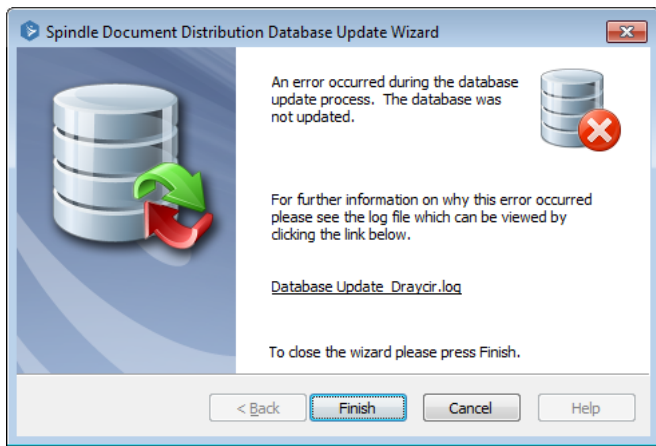 Spindle Document Distribution Database Update Wizard
An error occurred during the database
update process. The database was
not updated.
For further information on why this error occurred
please see the log file which can be viewed by
clicking the link below.
Database Update Draycir.log
To close the wizard please press Finish.
< Back
Finish
Cancel
Help